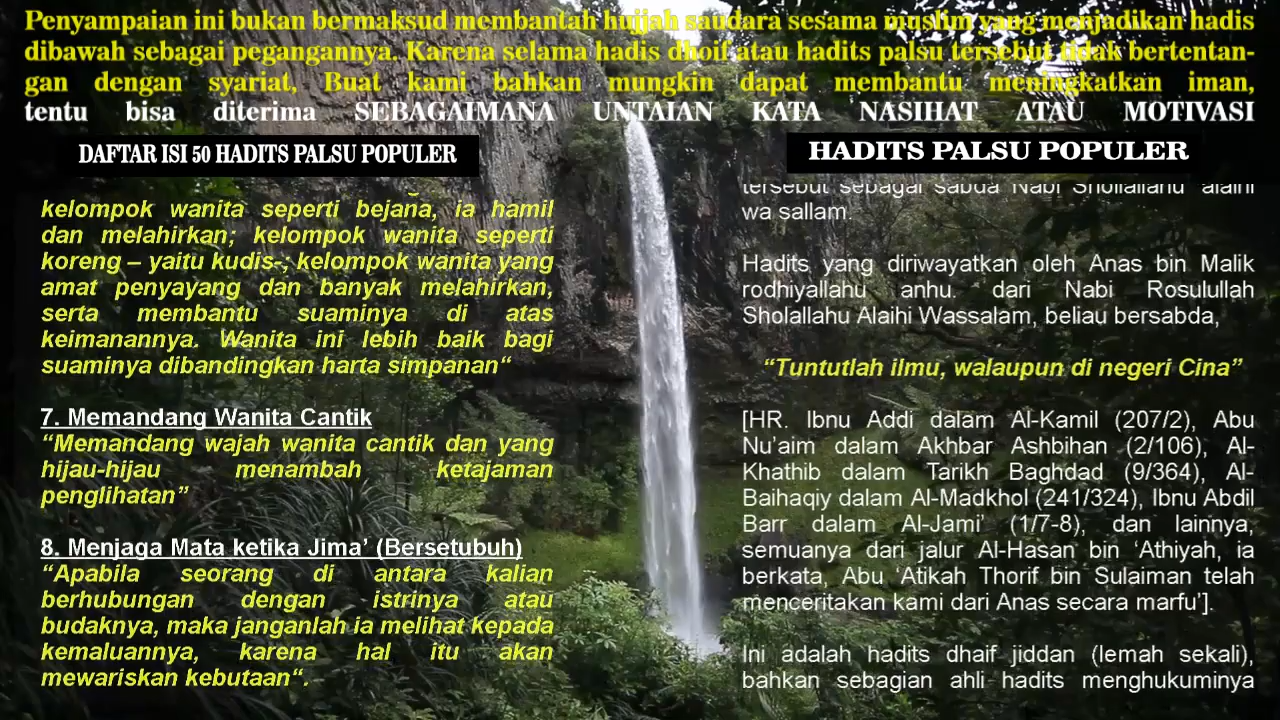 Penyampaian ini bukan bermaksud membantah hujjah saudara sesama muslim yang menjadikan hadis
dibawah sebagai pegangannya. Karena selama hadis dhoif atau hadits palsu tersebut tidak bertentan-
gan dengan syariat, Buat kami bahkan mungkin dapat membantu meningkatkan iman,
tentu bisa diterima SEBAGAIMANA UNTAIAN KATA NASIHAT ATAU MOTIVASI
DAFTAR ISI 50 HADITS PALSU POPULER
kelompok wanita seperti bejana, ia hamil
dan melahirkan; kelompok wanita seperti
koreng – yaitu kudis-; kelompok wanita yang
amat penyayang dan banyak melahirkan,
serta membantu suaminya di atas
keimanannya. Wanita ini lebih baik bagi
suaminya dibandingkan harta simpanan“
7. Memandang Wanita Cantik
“Memandang wajah wanita cantik dan yang
hijau-hijau menambah ketajaman
penglihatan”
8. Menjaga Mata ketika Jima’ (Bersetubuh)
“Apabila seorang di antara kalian
berhubungan dengan istrinya atau
budaknya, maka janganlah ia melihat kepada
kemaluannya, karena hal itu akan
mewariskan kebutaan“.
HADITS PALSU POPULER
tersebut sebagai sabda Nabi Shollallahu ‘alaihi
wa sallam.
Hadits yang diriwayatkan oleh Anas bin Malik
rodhiyallahu anhu. dari Nabi Rosulullah
Sholallahu Alaihi Wassalam, beliau bersabda,
“Tuntutlah ilmu, walaupun di negeri Cina”
[HR. Ibnu Addi dalam Al-Kamil (207/2), Abu
Nu’aim dalam Akhbar Ashbihan (2/106), Al-
Khathib dalam Tarikh Baghdad (9/364), Al-
Baihaqiy dalam Al-Madkhol (241/324), Ibnu Abdil
Barr dalam Al-Jami’ (1/7-8), dan lainnya,
semuanya dari jalur Al-Hasan bin ‘Athiyah, ia
berkata, Abu ‘Atikah Thorif bin Sulaiman telah
menceritakan kami dari Anas secara marfu’].
Ini adalah hadits dhaif jiddan (lemah sekali),
bahkan sebagian ahli hadits menghukuminya